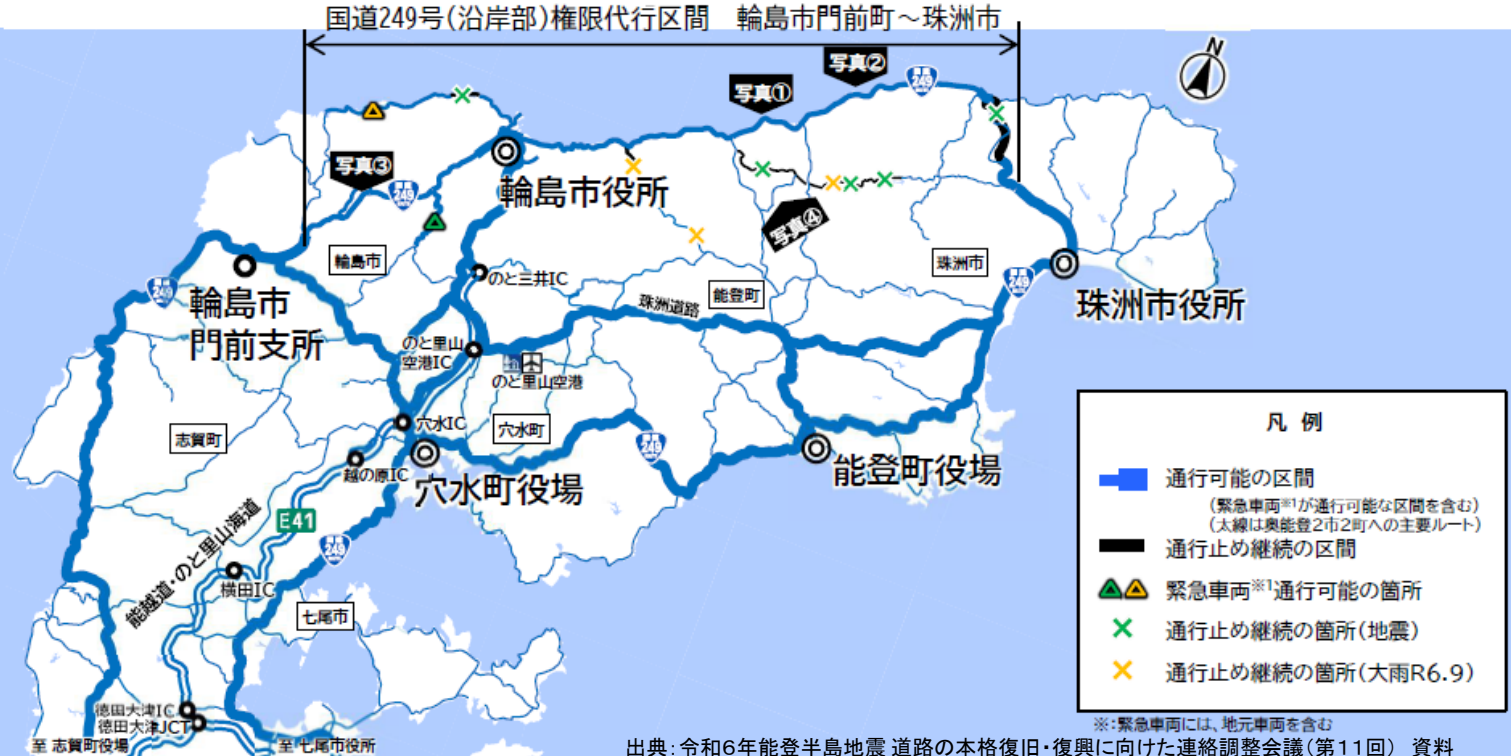 国道249号(沿岸部)権限代行区間　輪島市門前町～珠洲市
N
写真②
国道
249
写真①
写真③
国道
249
輪島市役所
写真④
輪島市
のと三井IC
珠洲市
国道
249
珠洲市役所
国道
249
輪島市
門前支所
珠洲道路
能登町
のと里山
空港IC
のと里山空港
穴水IC
穴水町
志賀町
越の原IC
穴水町役場
国道
249
能登町役場
E41
能越道・のと里山海道
国道
249
横田IC
七尾市
徳田大津IC
徳田大津JCT
至 志賀町役場
至 七尾市役所
凡 例
通行可能の区間
(緊急車両※1が通行可能な区間を含む)
(太線は奥能登2市2町への主要ルート)
通行止め継続の区間
緊急車両※1通行可能の箇所
通行止め継続の箇所(地震)
通行止め継続の箇所(大雨R6.9)
※:緊急車両には、地元車両を含む
出典:令和6年能登半島地震 道路の本格復旧・復興に向けた連絡調整会議(第11回)　資料